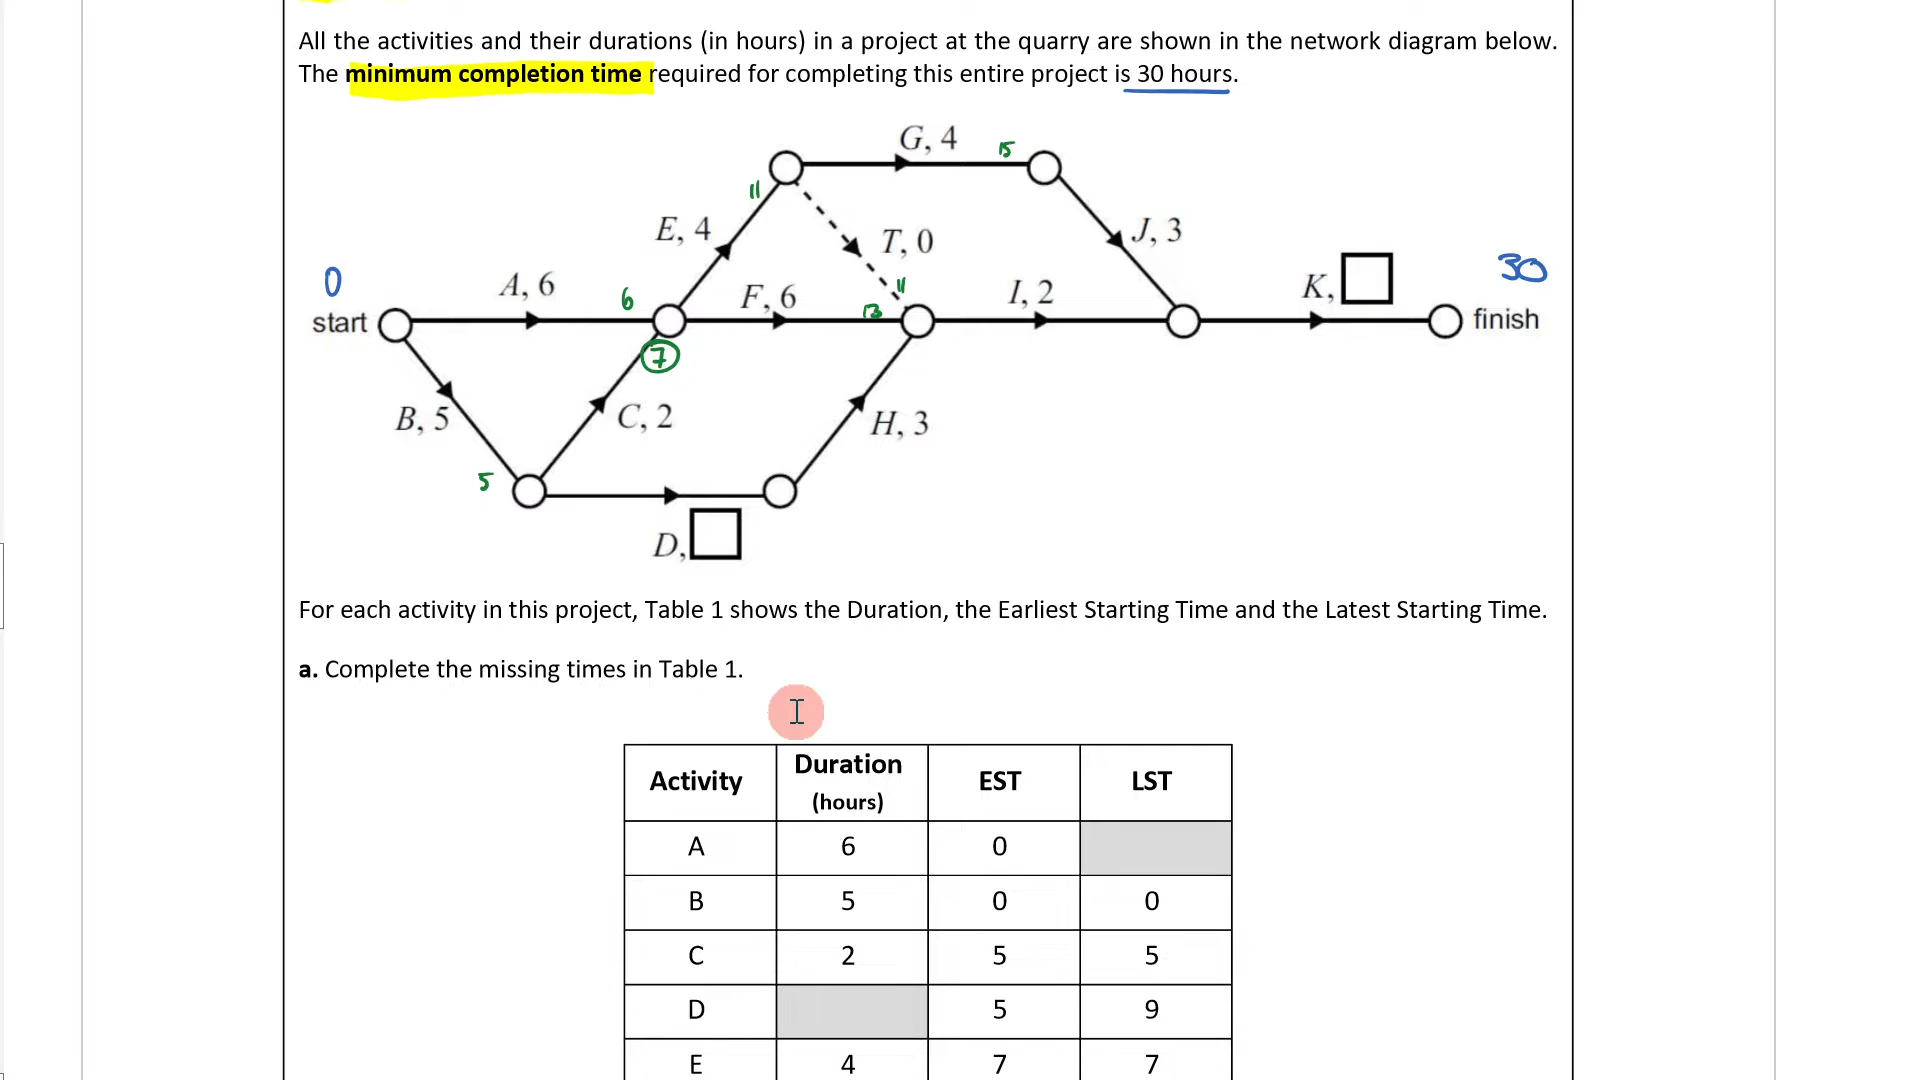 All the activities and their durations (in hours) in a project at the quarry are shown in the network diagram below.
The minimum completion time required for completing this entire project is 30 hours.
G, 4
15
11
E, 4
J, 3
T, 0
0
A, 6
6
F, 6
11
13
I, 2
K,
30
start
finish
7
B, 5
C, 2
H, 3
5
D,
For each activity in this project, Table 1 shows the Duration, the Earliest Starting Time and the Latest Starting Time.
a. Complete the missing times in Table 1.
Activity Duration (hours) EST LST
A 6 0
B 5 0 0
C 2 5 5
D 5 9
E 4 7 7